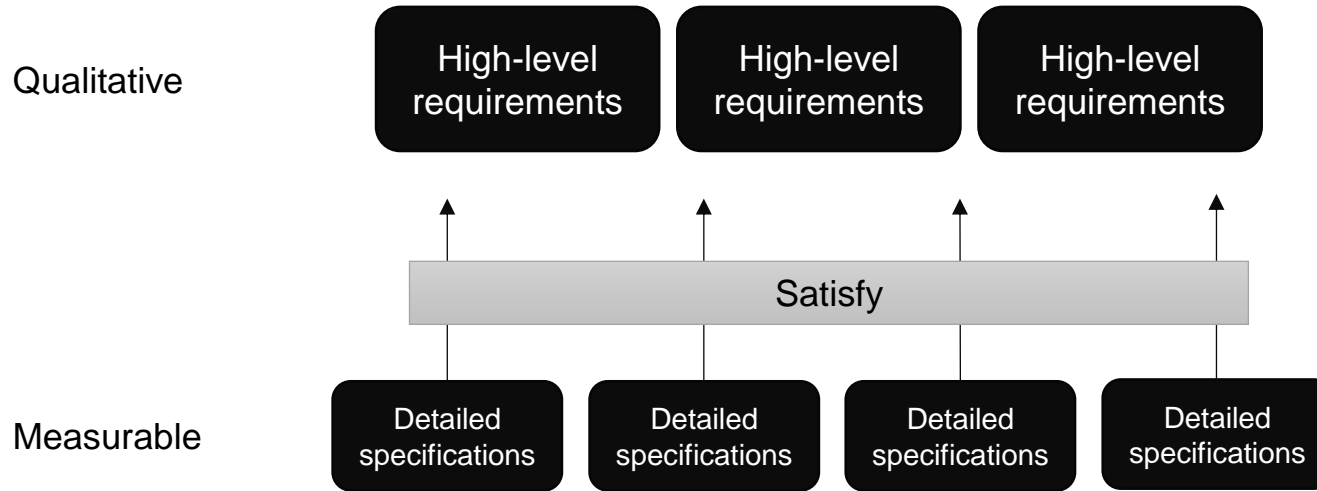 Qualitative
High-level
requirements
High-level
requirements
High-level
requirements
Satisfy
Measurable
Detailed
specifications
Detailed
specifications
Detailed
specifications
Detailed
specifications